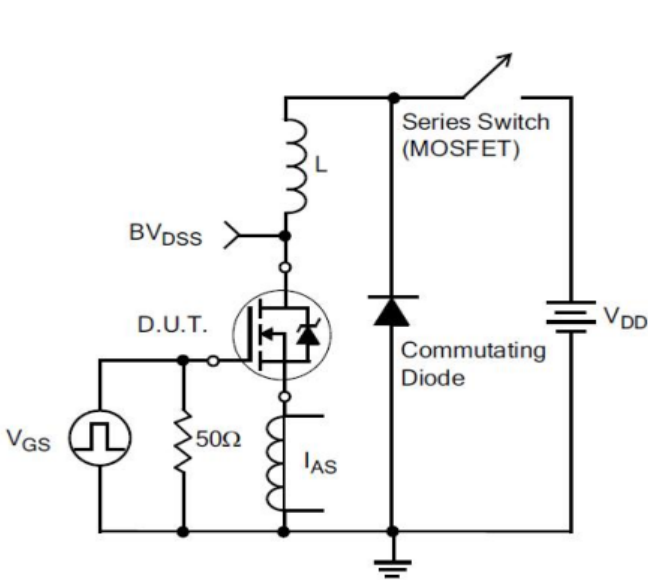 Series Switch
(MOSFET)
L
BVDSS
D.U.T.
VDD
Commutating
Diode
VGS
50Ω
IAS